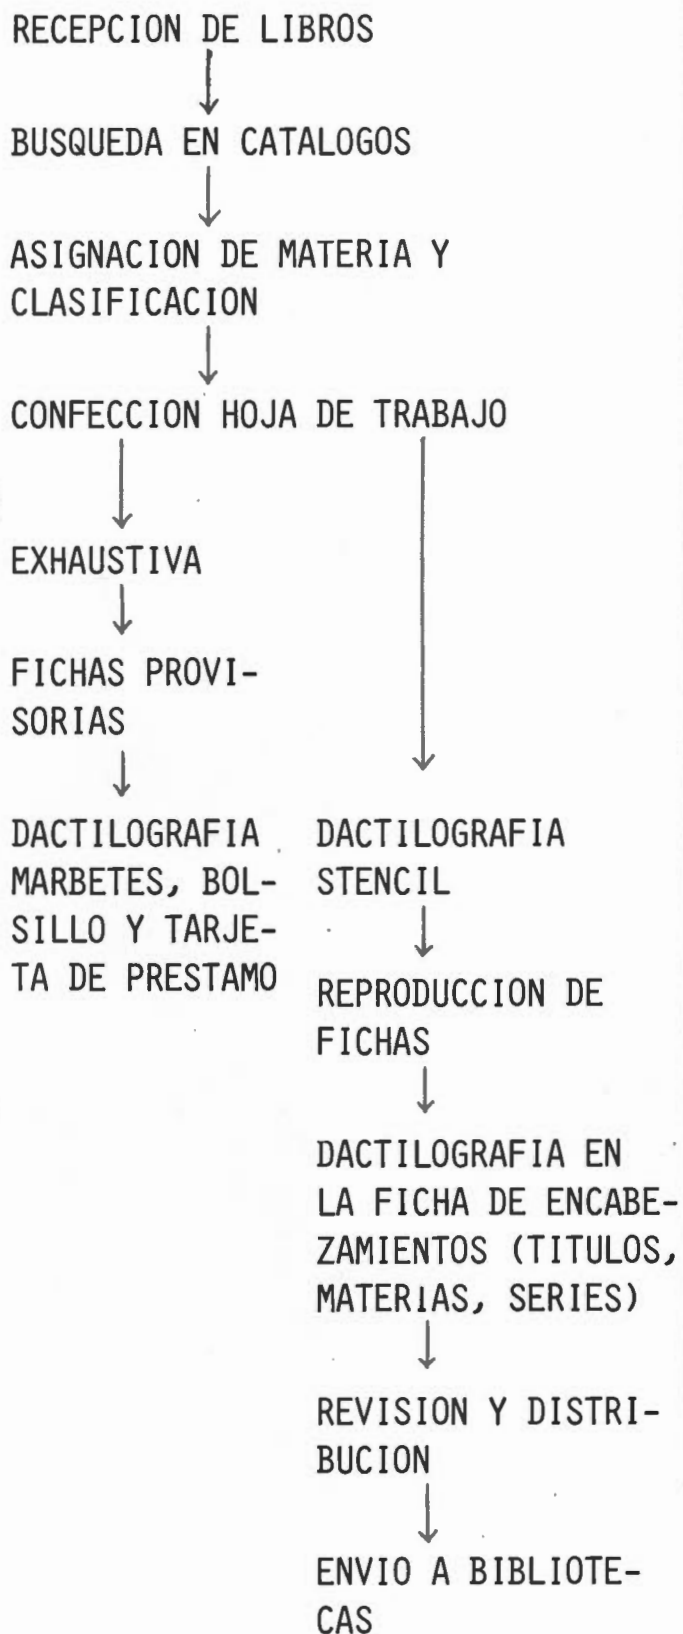 RECEPCION DE LIBROS
BUSQUEDA EN CATALOGOS
ASIGNACION DE MATERIA Y
CLASIFICACION
CONFECCION HOJA DE TRABAJO
EXHAUSTIVA
FICHAS PROVI-
SORIAS
DACTILOGRAFIA
MARBETES, BOL-
SILLO Y TARJE-
TA DE PRESTAMO
DACTILOGRAFIA
STENCIL
REPRODUCCION DE
FICHAS
DACTILOGRAFIA EN
LA FICHA DE ENCABE-
ZAMIENTOS (TITULOS,
MATERIAS, SERIES)
REVISION Y DISTRI-
BUCION
ENVIO A BIBLIOTE-
CAS